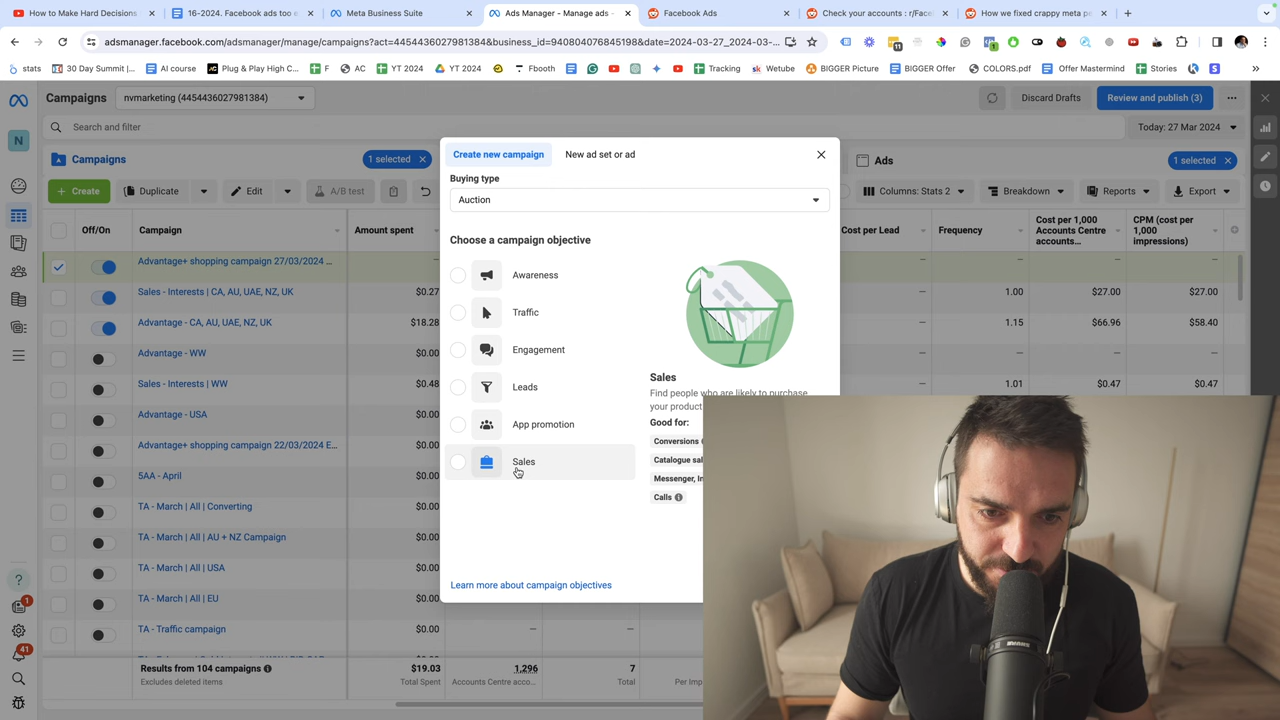 How to Make Hard Decisions
16-2024. Facebook ads too e
Meta Business Suite
Ads Manager - Manage ads -
Facebook Ads
Check your accounts : r/Face
How we fixed crappy meta pe
adsmanager.facebook.com/adsmanager/manage/campaigns?act=4454436027981384&business_id=940804076845198&date=2024-03-27_2024-03-...
stats
30 Day Summit |...
AI course
Plug & Play High C...
F
AC
YT 2024
YT 2024
Fbooth
Tracking
Wetube
BIGGER Picture
BIGGER Offer
COLORS.pdf
Offer Mastermind
Stories
Campaigns
nvmarketing (4454436027981384)
Discard Drafts
Review and publish (3)
N
Search and filter
Today: 27 Mar 2024
Campaigns
1 selected
Ads
1 selected
Create
Duplicate
Edit
A/B test
Columns: Stats 2
Breakdown
Reports
Export
Off/On
Campaign
Amount spent
Cost per Lead
Frequency
Cost per 1,000
Accounts Centre
accounts...
CPM (cost per
1,000
impressions)
Advantage+ shopping campaign 27/03/2024 ...
Sales - Interests | CA, AU, UAE, NZ, UK
$0.27
1.00
$27.00
$27.00
Advantage - CA, AU, UAE, NZ, UK
$18.28
1.15
$66.96
$58.40
Advantage - WW
$0.00
Sales - Interests | WW
$0.48
1.01
$0.47
$0.47
Advantage - USA
$0.00
Advantage+ shopping campaign 22/03/2024 E...
$0.00
5AA - April
$0.00
TA - March | All | Converting
$0.00
TA - March | All | AU + NZ Campaign
$0.00
TA - March | All | USA
$0.00
TA - March | All | EU
$0.00
TA - Traffic campaign
$0.00
Results from 104 campaigns
Excludes deleted items
$19.03
Total Spent
1,296
Accounts Centre acco...
7
Total
Per Imp
1
41
Create new campaign
New ad set or ad
Buying type
Auction
Choose a campaign objective
Awareness
Traffic
Engagement
Leads
App promotion
Sales
Sales
Find people who are likely to purchase
your product
Good for:
Conversions
Catalogue sal
Messenger, In
Calls
Learn more about campaign objectives